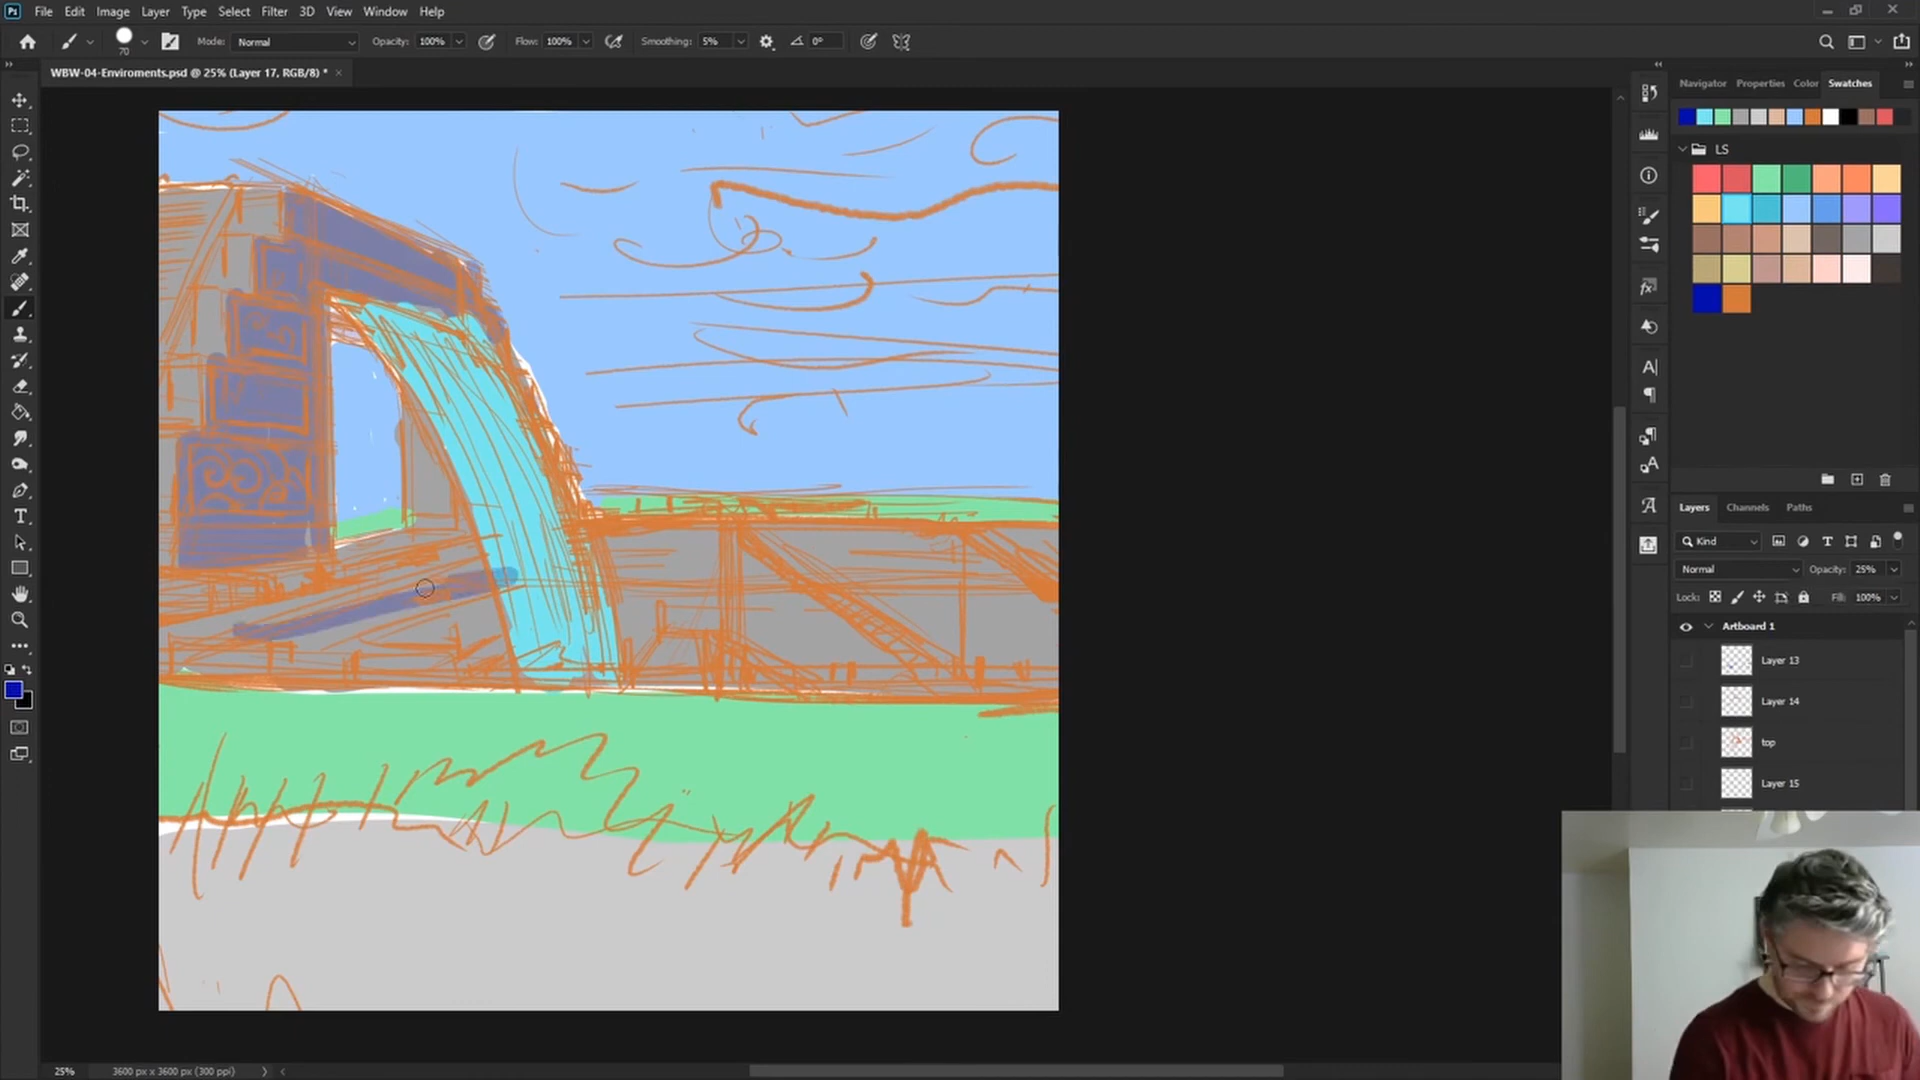 Ps File Edit Image Layer Type Select Filter 3D View Window Help
70 Mode: Normal Opacity: 100% Flow: 100% Smoothing: 5% 0°
WBW-04-Enviroments.psd @ 25% (Layer 17, RGB/8) * ×
Navigator Properties Color Swatches
LS
Layers Channels Paths
Kind
Normal Opacity: 25%
Lock: Fill: 100%
Artboard 1
Layer 13
Layer 14
top
Layer 15
25% 3600 px x 3600 px (300 ppi)